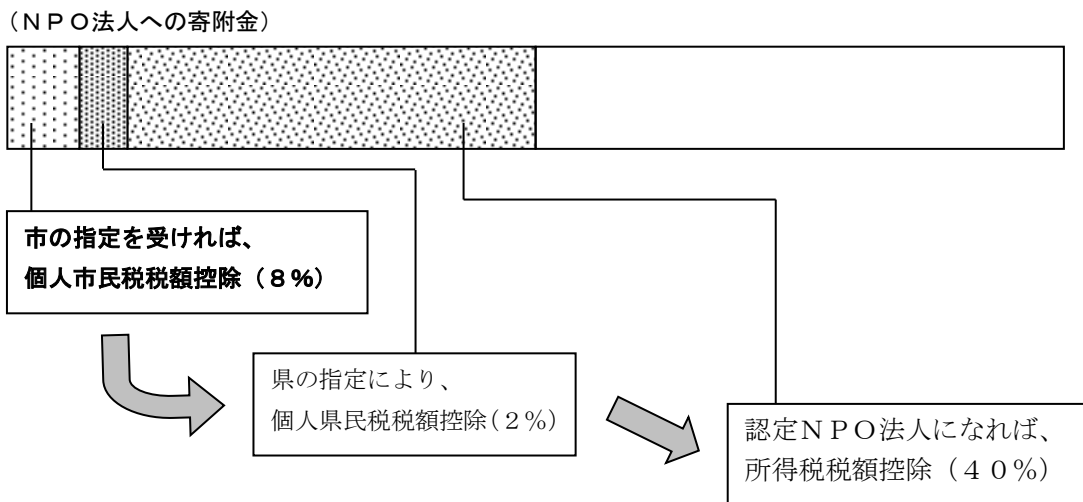 (NPO法人への寄附金)
市の指定を受ければ、
個人市民税税額控除(8%)
県の指定により、
個人県民税税額控除(2%)
認定NPO法人になれば、
所得税税額控除(40%)